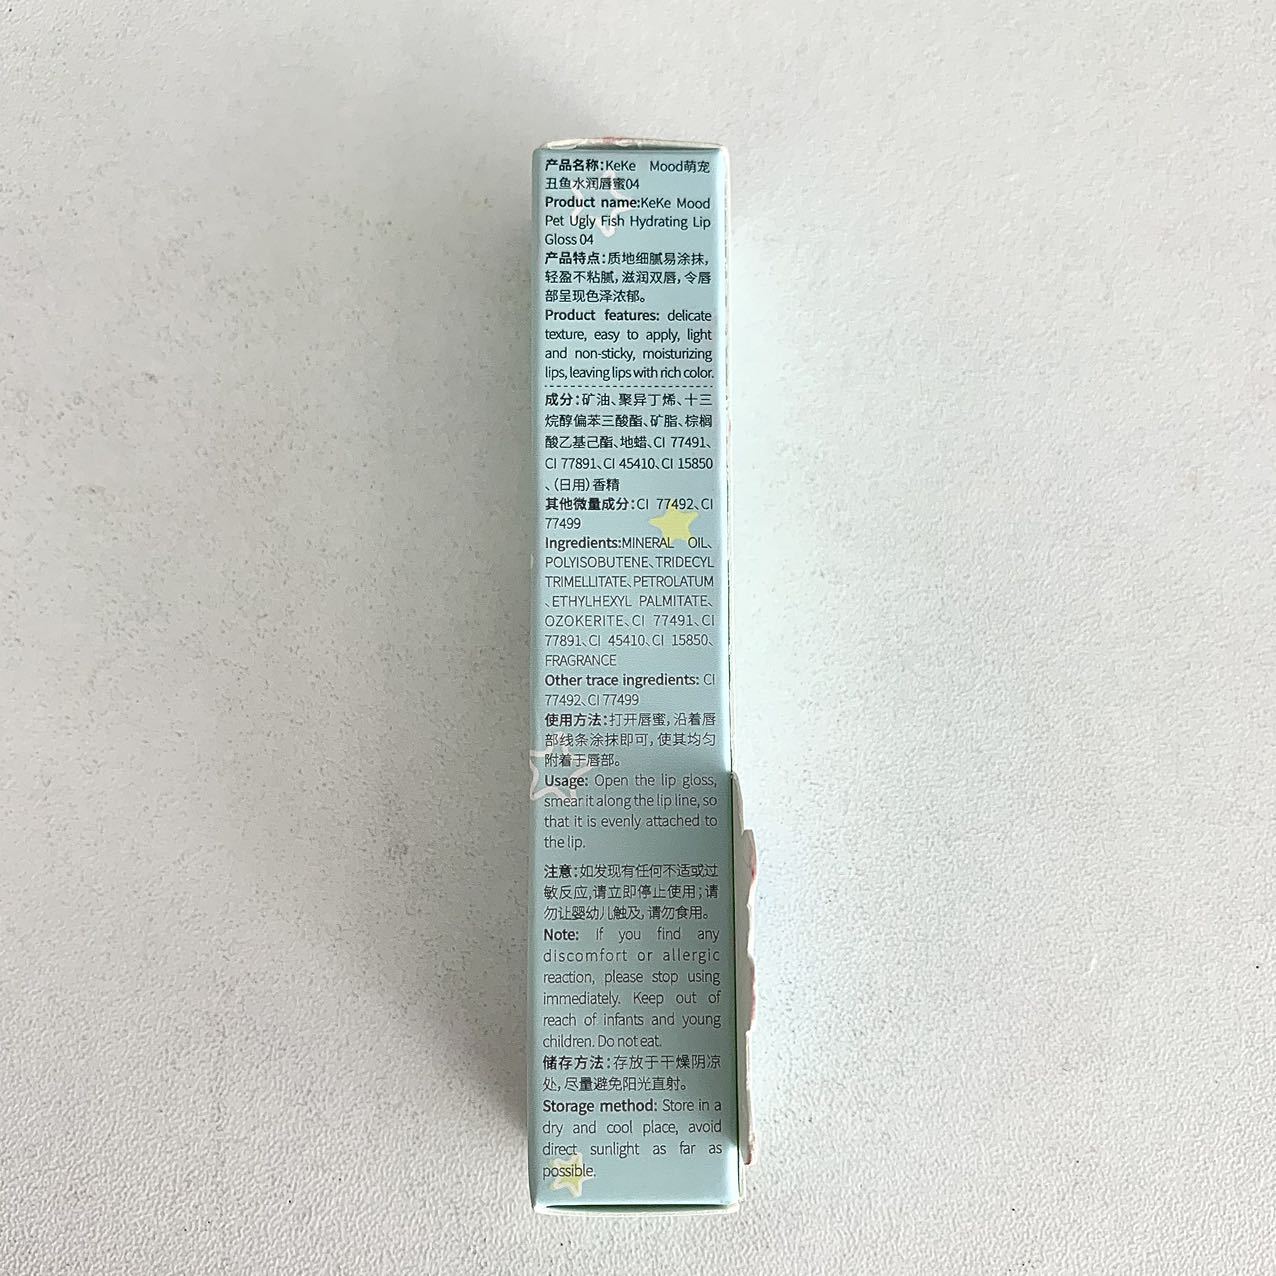 产品名称:KeKe Mood萌宠
丑鱼水润唇蜜04
Product name:KeKe Mood
Pet Ugly Fish Hydrating Lip
Gloss 04
产品特点:质地细腻易涂抹,
轻盈不粘腻,滋润双唇,令唇
部呈现色泽浓郁。
Product features: delicate
texture, easy to apply, light
and non-sticky, moisturizing
lips, leaving lips with rich color.
成分:矿油、聚异丁烯、十三
烷醇偏苯三酸酯、矿脂、棕榈
酸乙基己酯、地蜡、CI 77491、
CI 77891、CI 45410、CI 15850
、(日用)香精
其他微量成分:CI 77492、CI
77499
Ingredients:MINERAL OIL、
POLYISOBUTENE、TRIDECYL
TRIMELLITATE、PETROLATUM
、ETHYLHEXYL PALMITATE、
OZOKERITE、CI 77491、CI
77891、CI 45410、CI 15850、
FRAGRANCE
Other trace ingredients: CI
77492、CI 77499
使用方法:打开唇蜜,沿着唇
部线条涂抹即可,使其均匀
附着于唇部。
Usage: Open the lip gloss,
smear it along the lip line, so
that it is evenly attached to
the lip.
注意:如发现有任何不适或过
敏反应,请立即停止使用;请
勿让婴幼儿触及,请勿食用。
Note: If you find any
discomfort or allergic
reaction, please stop using
immediately. Keep out of
reach of infants and young
children. Do not eat.
储存方法:存放于干燥阴凉
处,尽量避免阳光直射。
Storage method: Store in a
dry and cool place, avoid
direct sunlight as far as
possible.